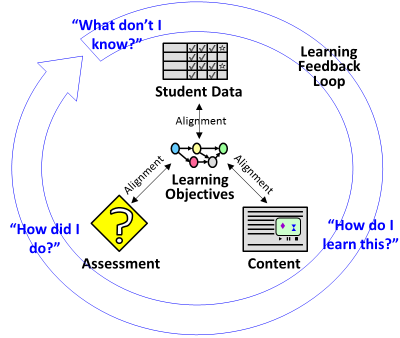 “What don’t I
know?”
Learning
Feedback
Loop
Student Data
Alignment
Alignment
Alignment
Learning
Objectives
“How did I
do?”
“How do I
learn this?”
?
Assessment
Content